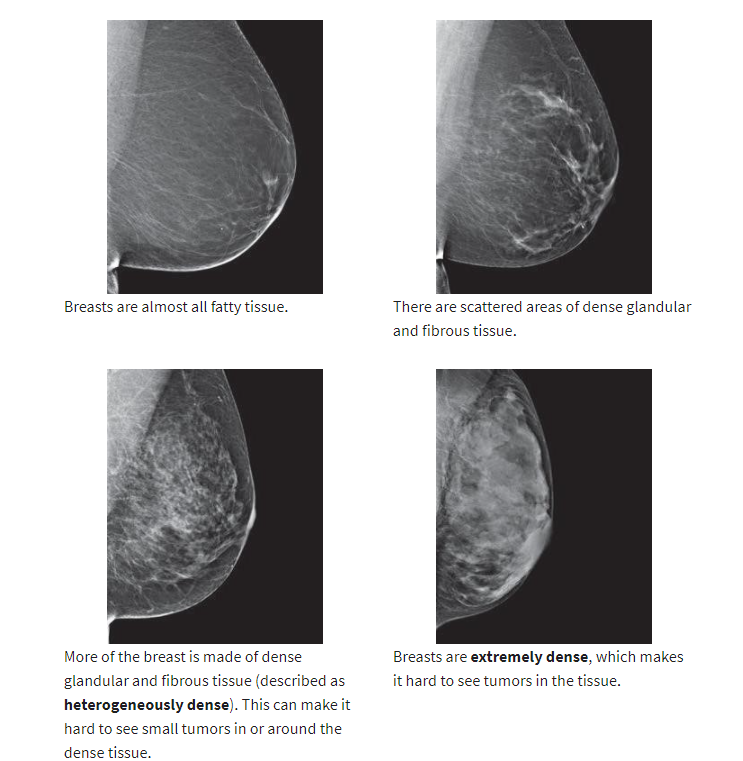 Breasts are almost all fatty tissue.
There are scattered areas of dense glandular
and fibrous tissue.
More of the breast is made of dense
glandular and fibrous tissue (described as
heterogeneously dense). This can make it
hard to see small tumors in or around the
dense tissue.
Breasts are extremely dense, which makes
it hard to see tumors in the tissue.